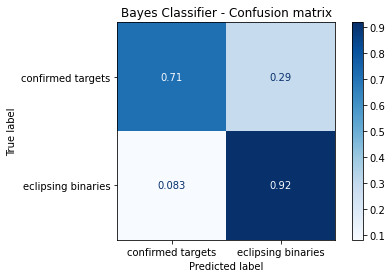 Bayes Classifier - Confusion matrix
confirmed targets
0.71
0.29
eclipsing binaries
0.083
0.92
confirmed targets
eclipsing binaries
Predicted label
True label
0.9
0.8
0.7
0.6
0.5
0.4
0.3
0.2
0.1